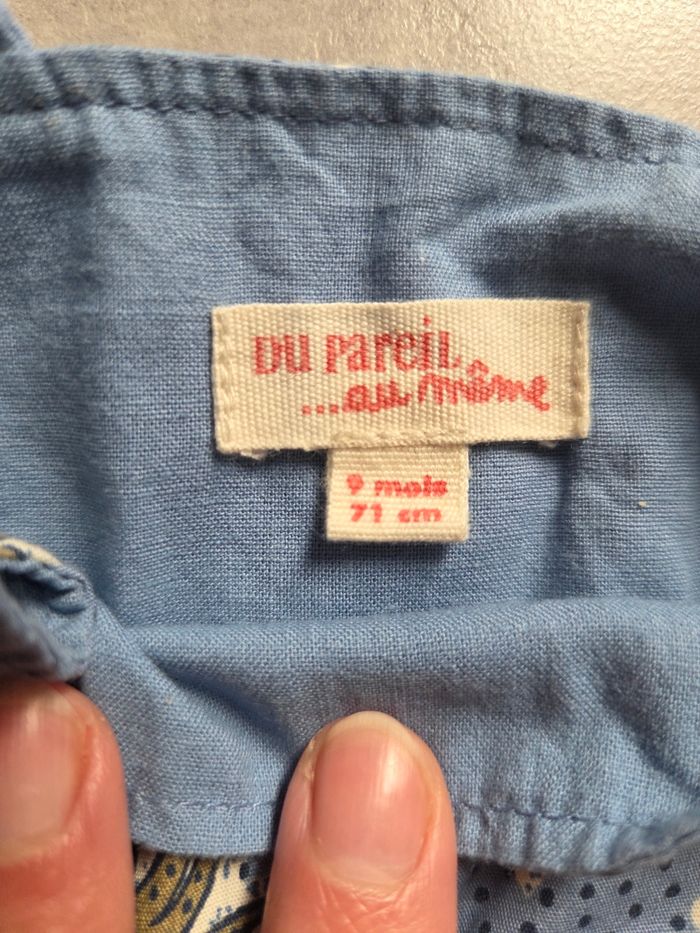 DU PAREIL
...au même
9 mois
71 cm